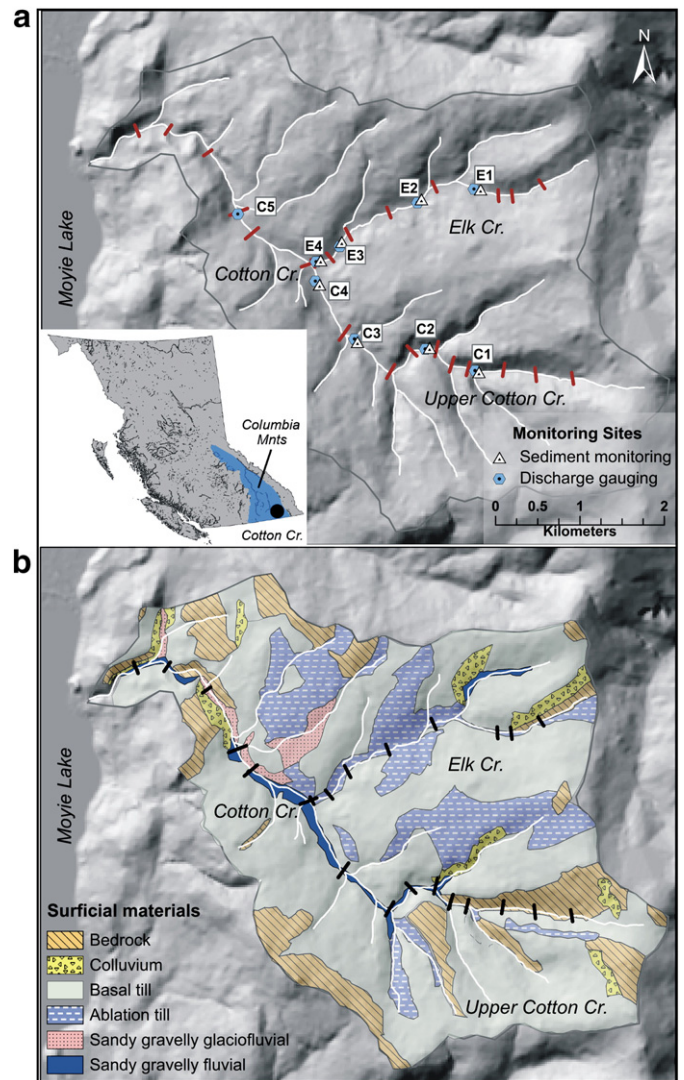 a
N
E1
E2
C5
Elk Cr.
E4
E3
Cotton Cr.
C4
Moyie Lake
C3
C2
C1
Upper Cotton Cr.
Columbia
Mnts
Cotton Cr.
Monitoring Sites
Sediment monitoring
Discharge gauging
0 0.5 1 2
Kilometers
b
Moyie Lake
Elk Cr.
Cotton Cr.
Upper Cotton Cr.
Surficial materials
Bedrock
Colluvium
Basal till
Ablation till
Sandy gravelly glaciofluvial
Sandy gravelly fluvial